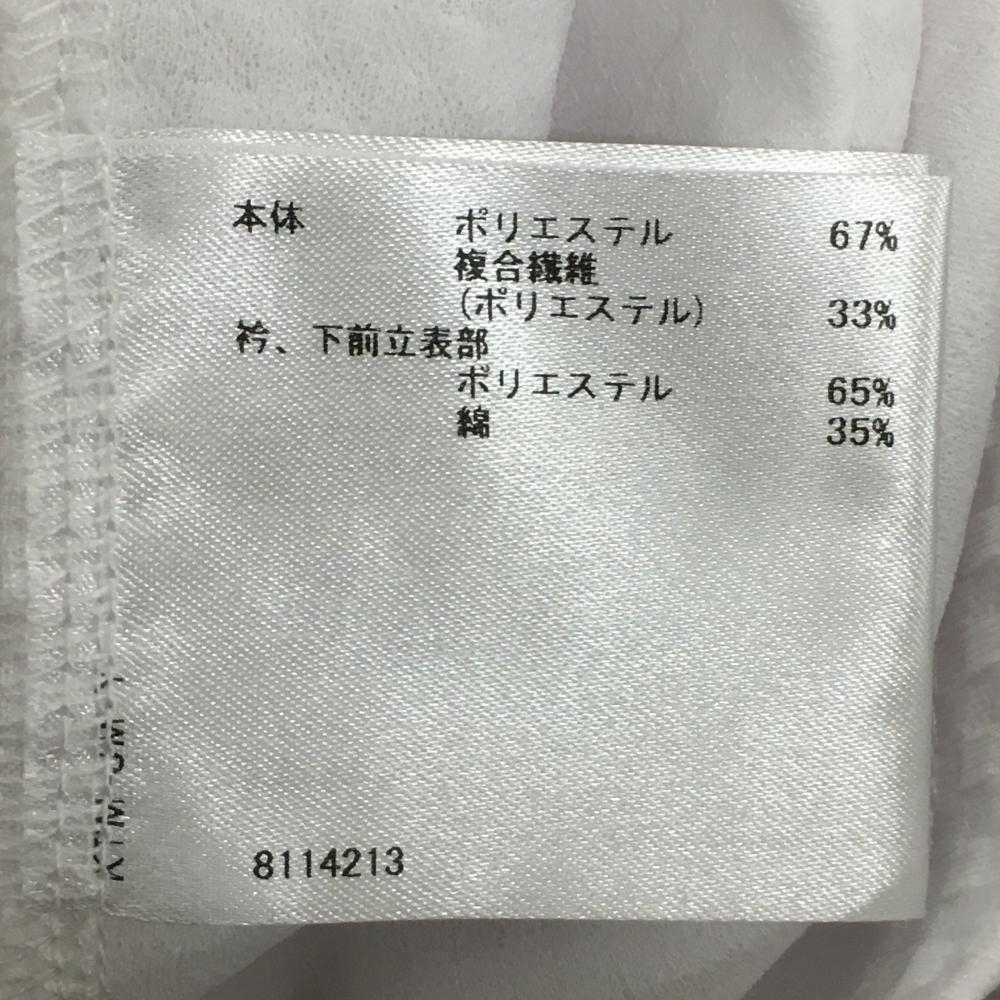 本体 ポリエステル 67%
複合繊維
(ポリエステル) 33%
衿、下前立表部
ポリエステル 65%
綿 35%
8114213